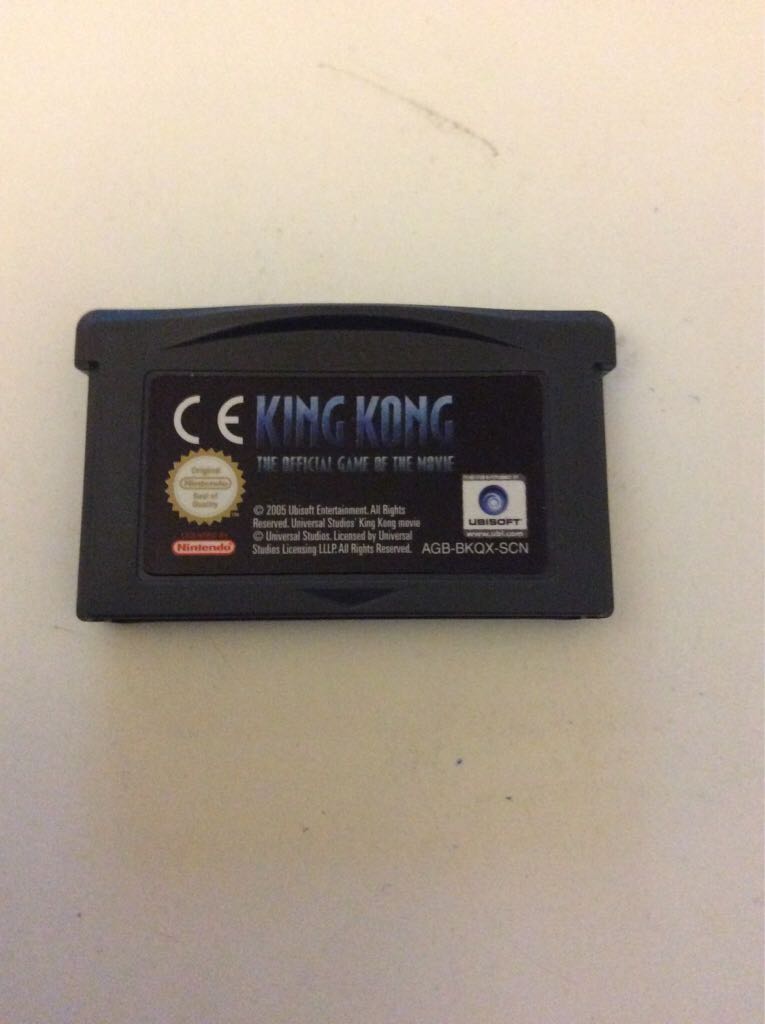 CE KING KONG
THE OFFICIAL GAME OF THE MOVIE
Original
Nintendo
Seal of
Quality
© 2005 Ubisoft Entertainment. All Rights
Reserved. Universal Studios' King Kong movie
© Universal Studios. Licensed by Universal
Studios Licensing LLLP. All Rights Reserved.
Nintendo
UBISOFT
www.ubi.com
AGB-BKQX-SCN